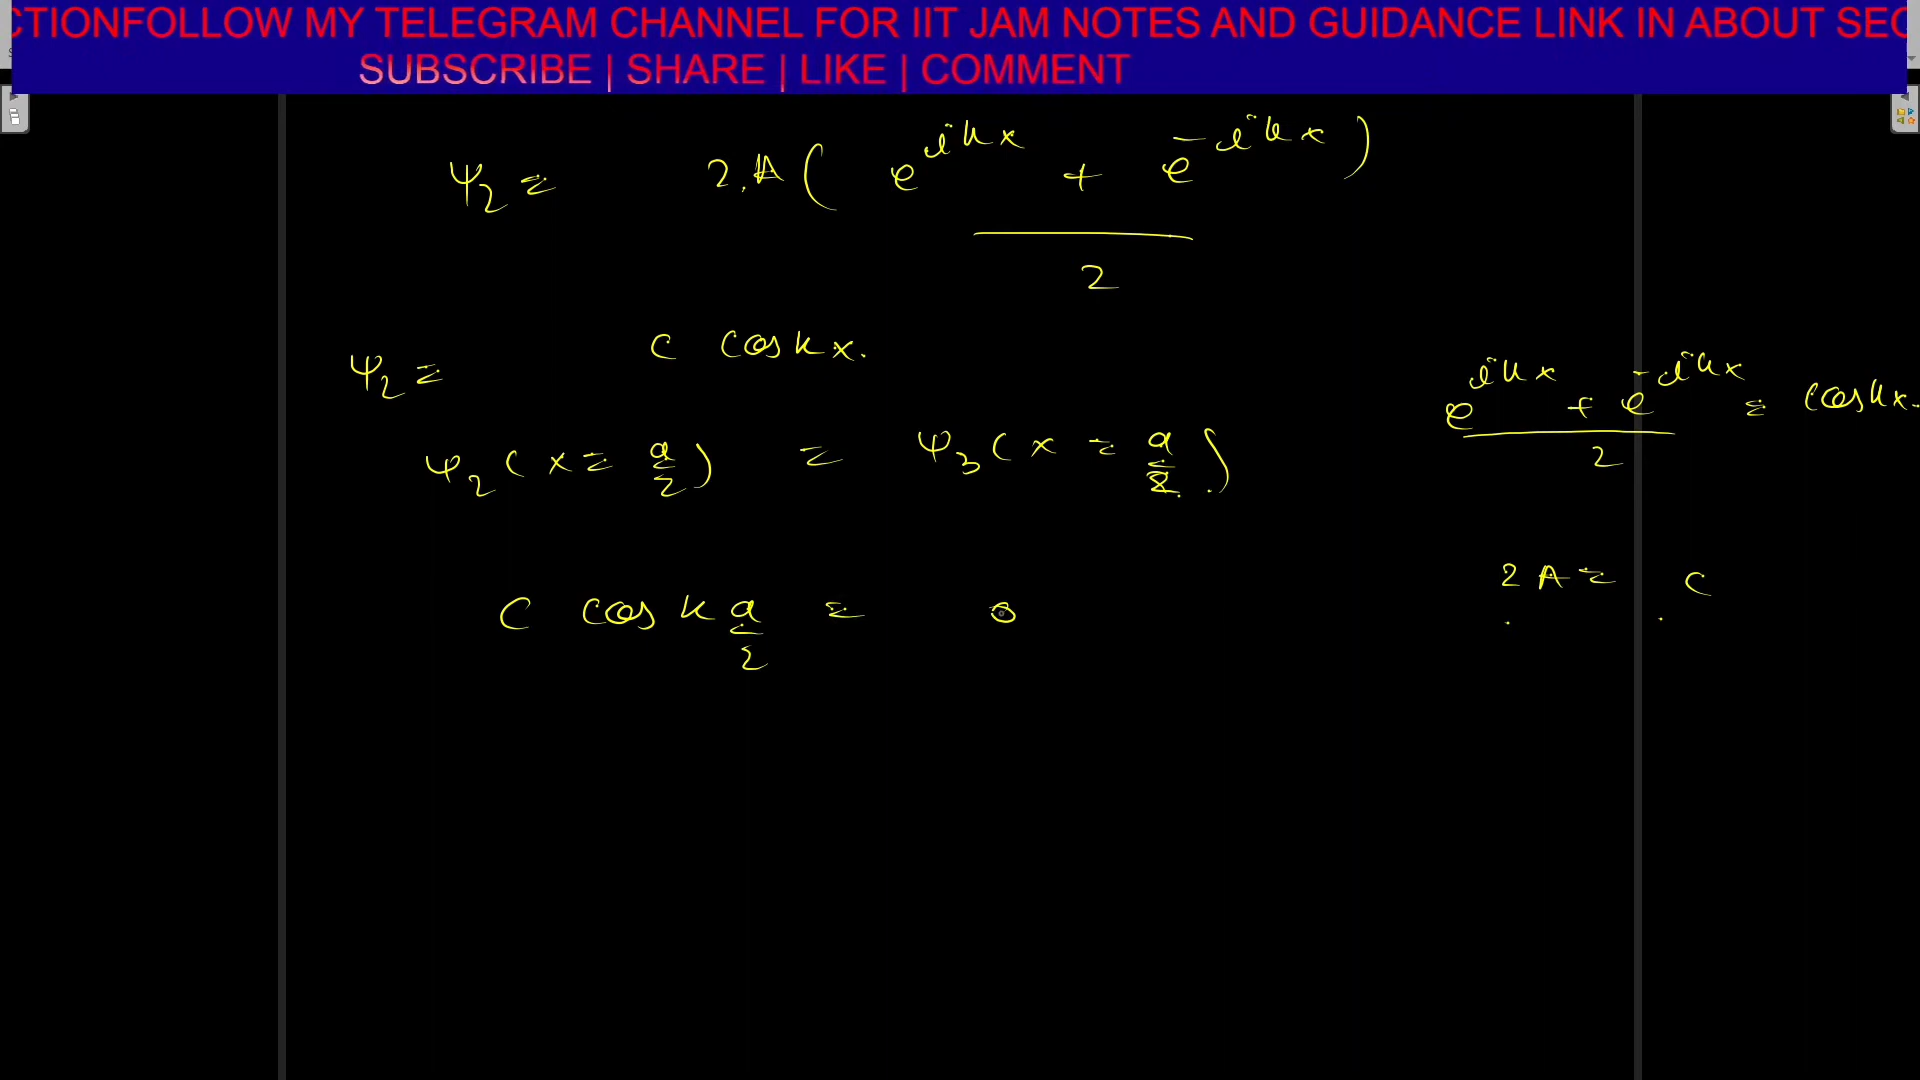 CTIONFOLLOW MY TELEGRAM CHANNEL FOR IIT JAM NOTES AND GUIDANCE LINK IN ABOUT SEC
SUBSCRIBE | SHARE | LIKE | COMMENT
ψ₂ = 2.A ( (e^{ikx} + e^{-ikx}) / 2 )
ψ₂ = C cos kx.
(e^{ikx} + e^{-ikx}) / 2 = cos kx.
ψ₂ ( x = a/2 ) = ψ₃ ( x = a/2 )
2A = C
C cos k a/2 = 0